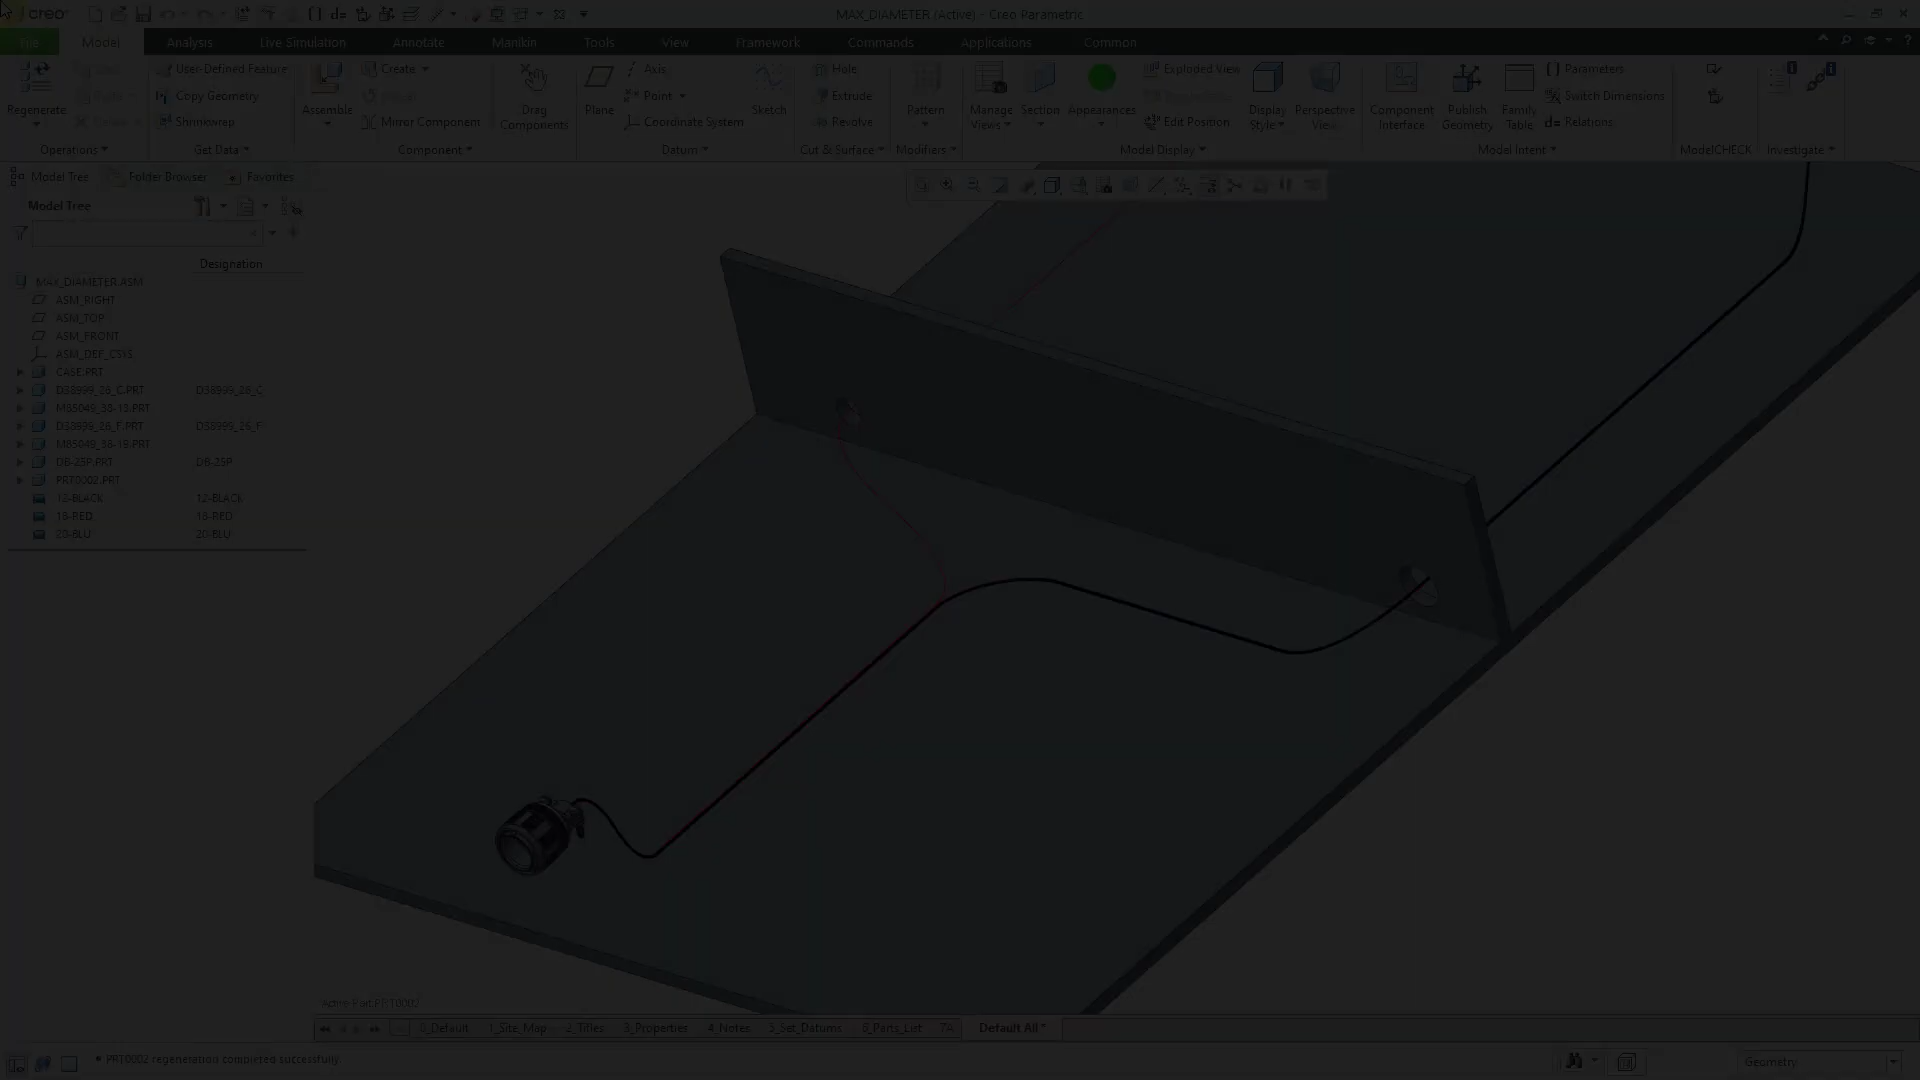 creo
MAX_DIAMETER (Active) - Creo Parametric
File Model Analysis Live Simulation Annotate Manikin Tools View Framework Commands Applications Common
Regenerate
User-Defined Feature
Copy Geometry
Shrinkwrap
Assemble
Create
Mirror Component
Drag Components
Plane
Axis
Point
Coordinate System
Sketch
Hole
Extrude
Revolve
Pattern
Manage Views
Section
Appearances
Exploded View
Edit Position
Display Style
Perspective View
Component Interface
Publish Geometry
Family Table
Parameters
Switch Dimensions
d= Relations
Operations Get Data Component Datum Cut & Surface Modifiers Model Display Model Intent ModelCHECK Investigate
Model Tree Folder Browser Favorites
Model Tree
Designation
MAX_DIAMETER.ASM
ASM_RIGHT
ASM_TOP
ASM_FRONT
ASM_DEF_CSYS
CASE.PRT
D38999_26_C.PRT D38999_26_C
D38999_26_F.PRT D38999_26_F
DB-25P.PRT DB-25P
PRT0002.PRT
12-BLACK 12-BLACK
18-RED 18-RED
20-BLU 20-BLU
Active Part:PRT0002
0_Default 1_Site_Map 2_Titles 3_Properties 4_Notes 5_Set_Datums 6_Parts_List 7A Default All *
• PRT0002 regeneration completed successfully
Geometry